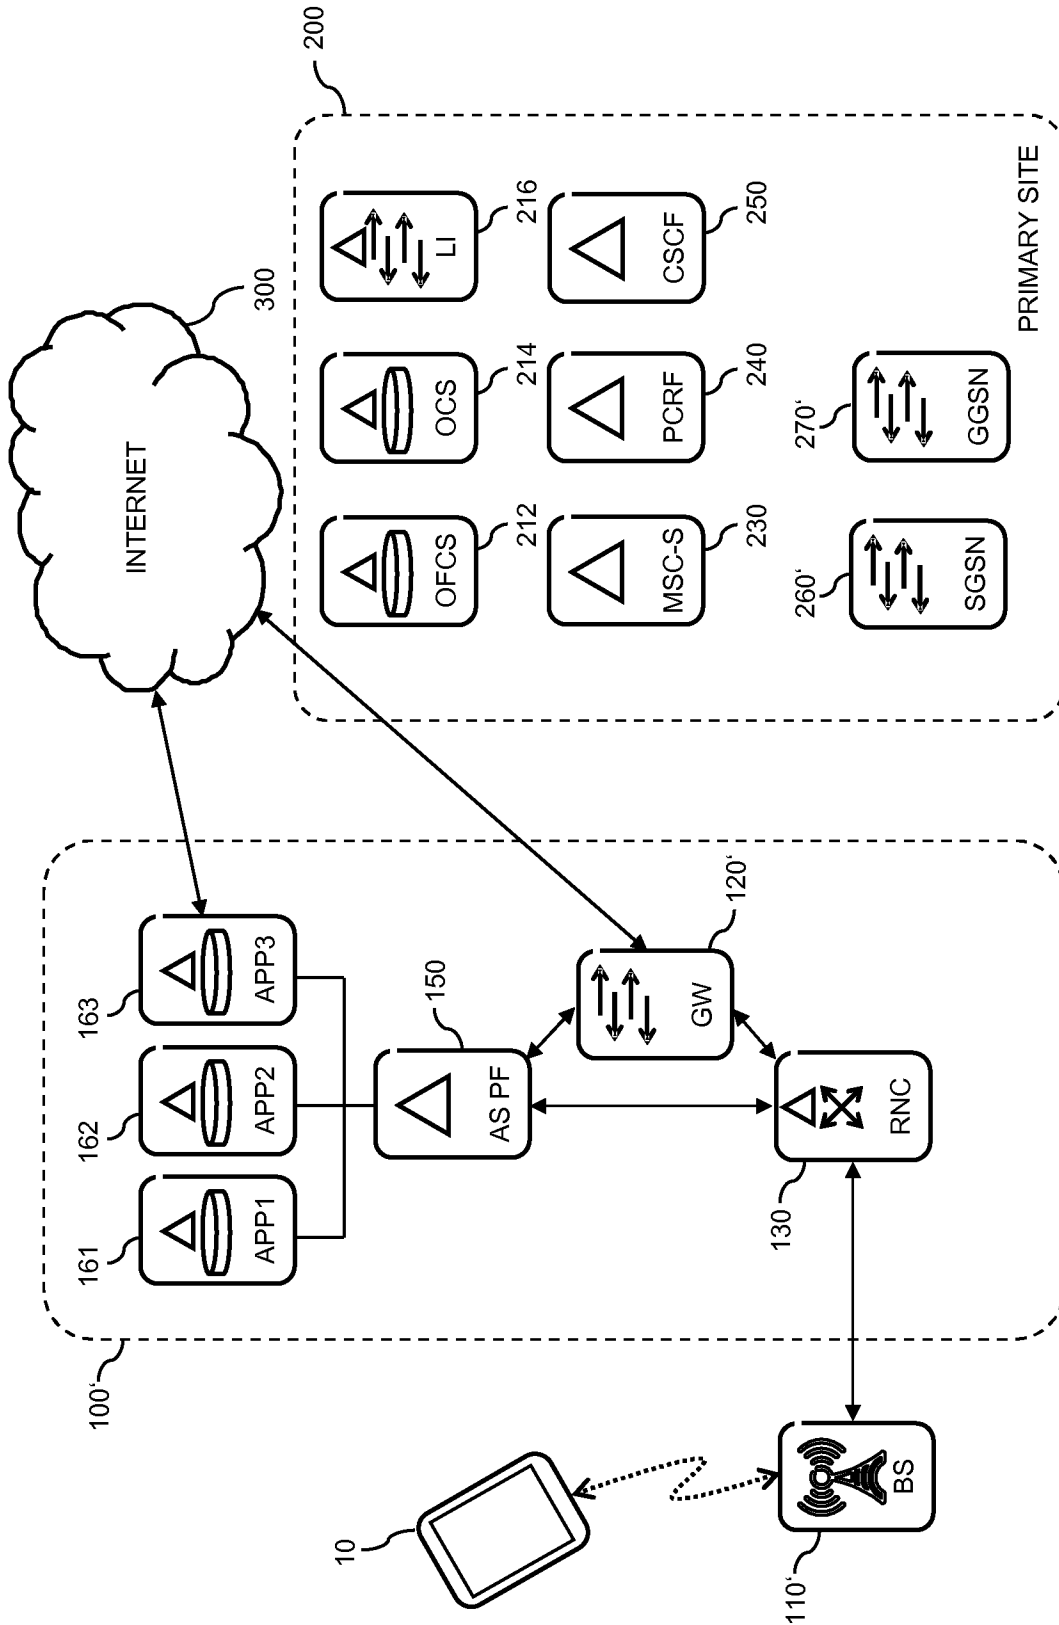 161
162
163
100‘
INTERNET
APP1
APP2
APP3
300
200
10
150
OFCS
OCS
LI
AS PF
212
214
216
MSC-S
PCRF
CSCF
GW
120‘
230
240
250
130
110‘
260‘
270‘
BS
RNC
SGSN
GGSN
PRIMARY SITE